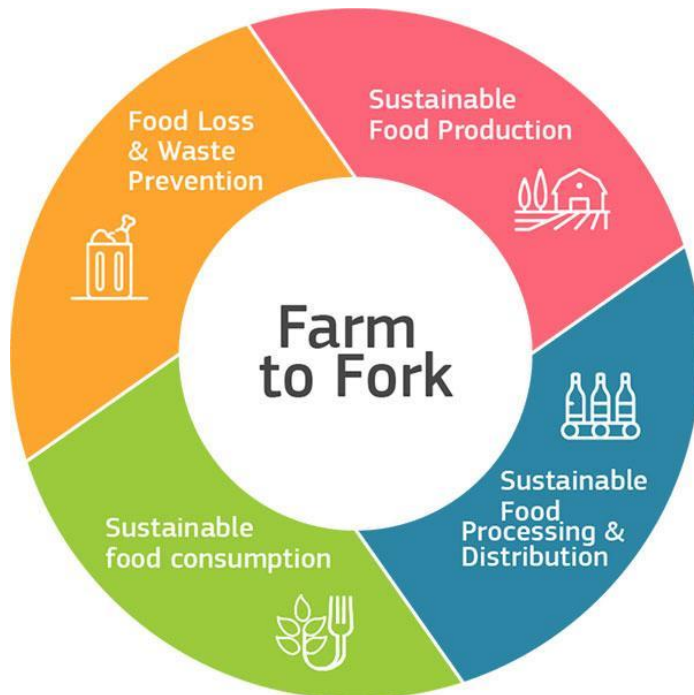 Food Loss
& Waste
Prevention
Sustainable
Food Production
Farm
to Fork
Sustainable
Food
Processing &
Distribution
Sustainable
food consumption